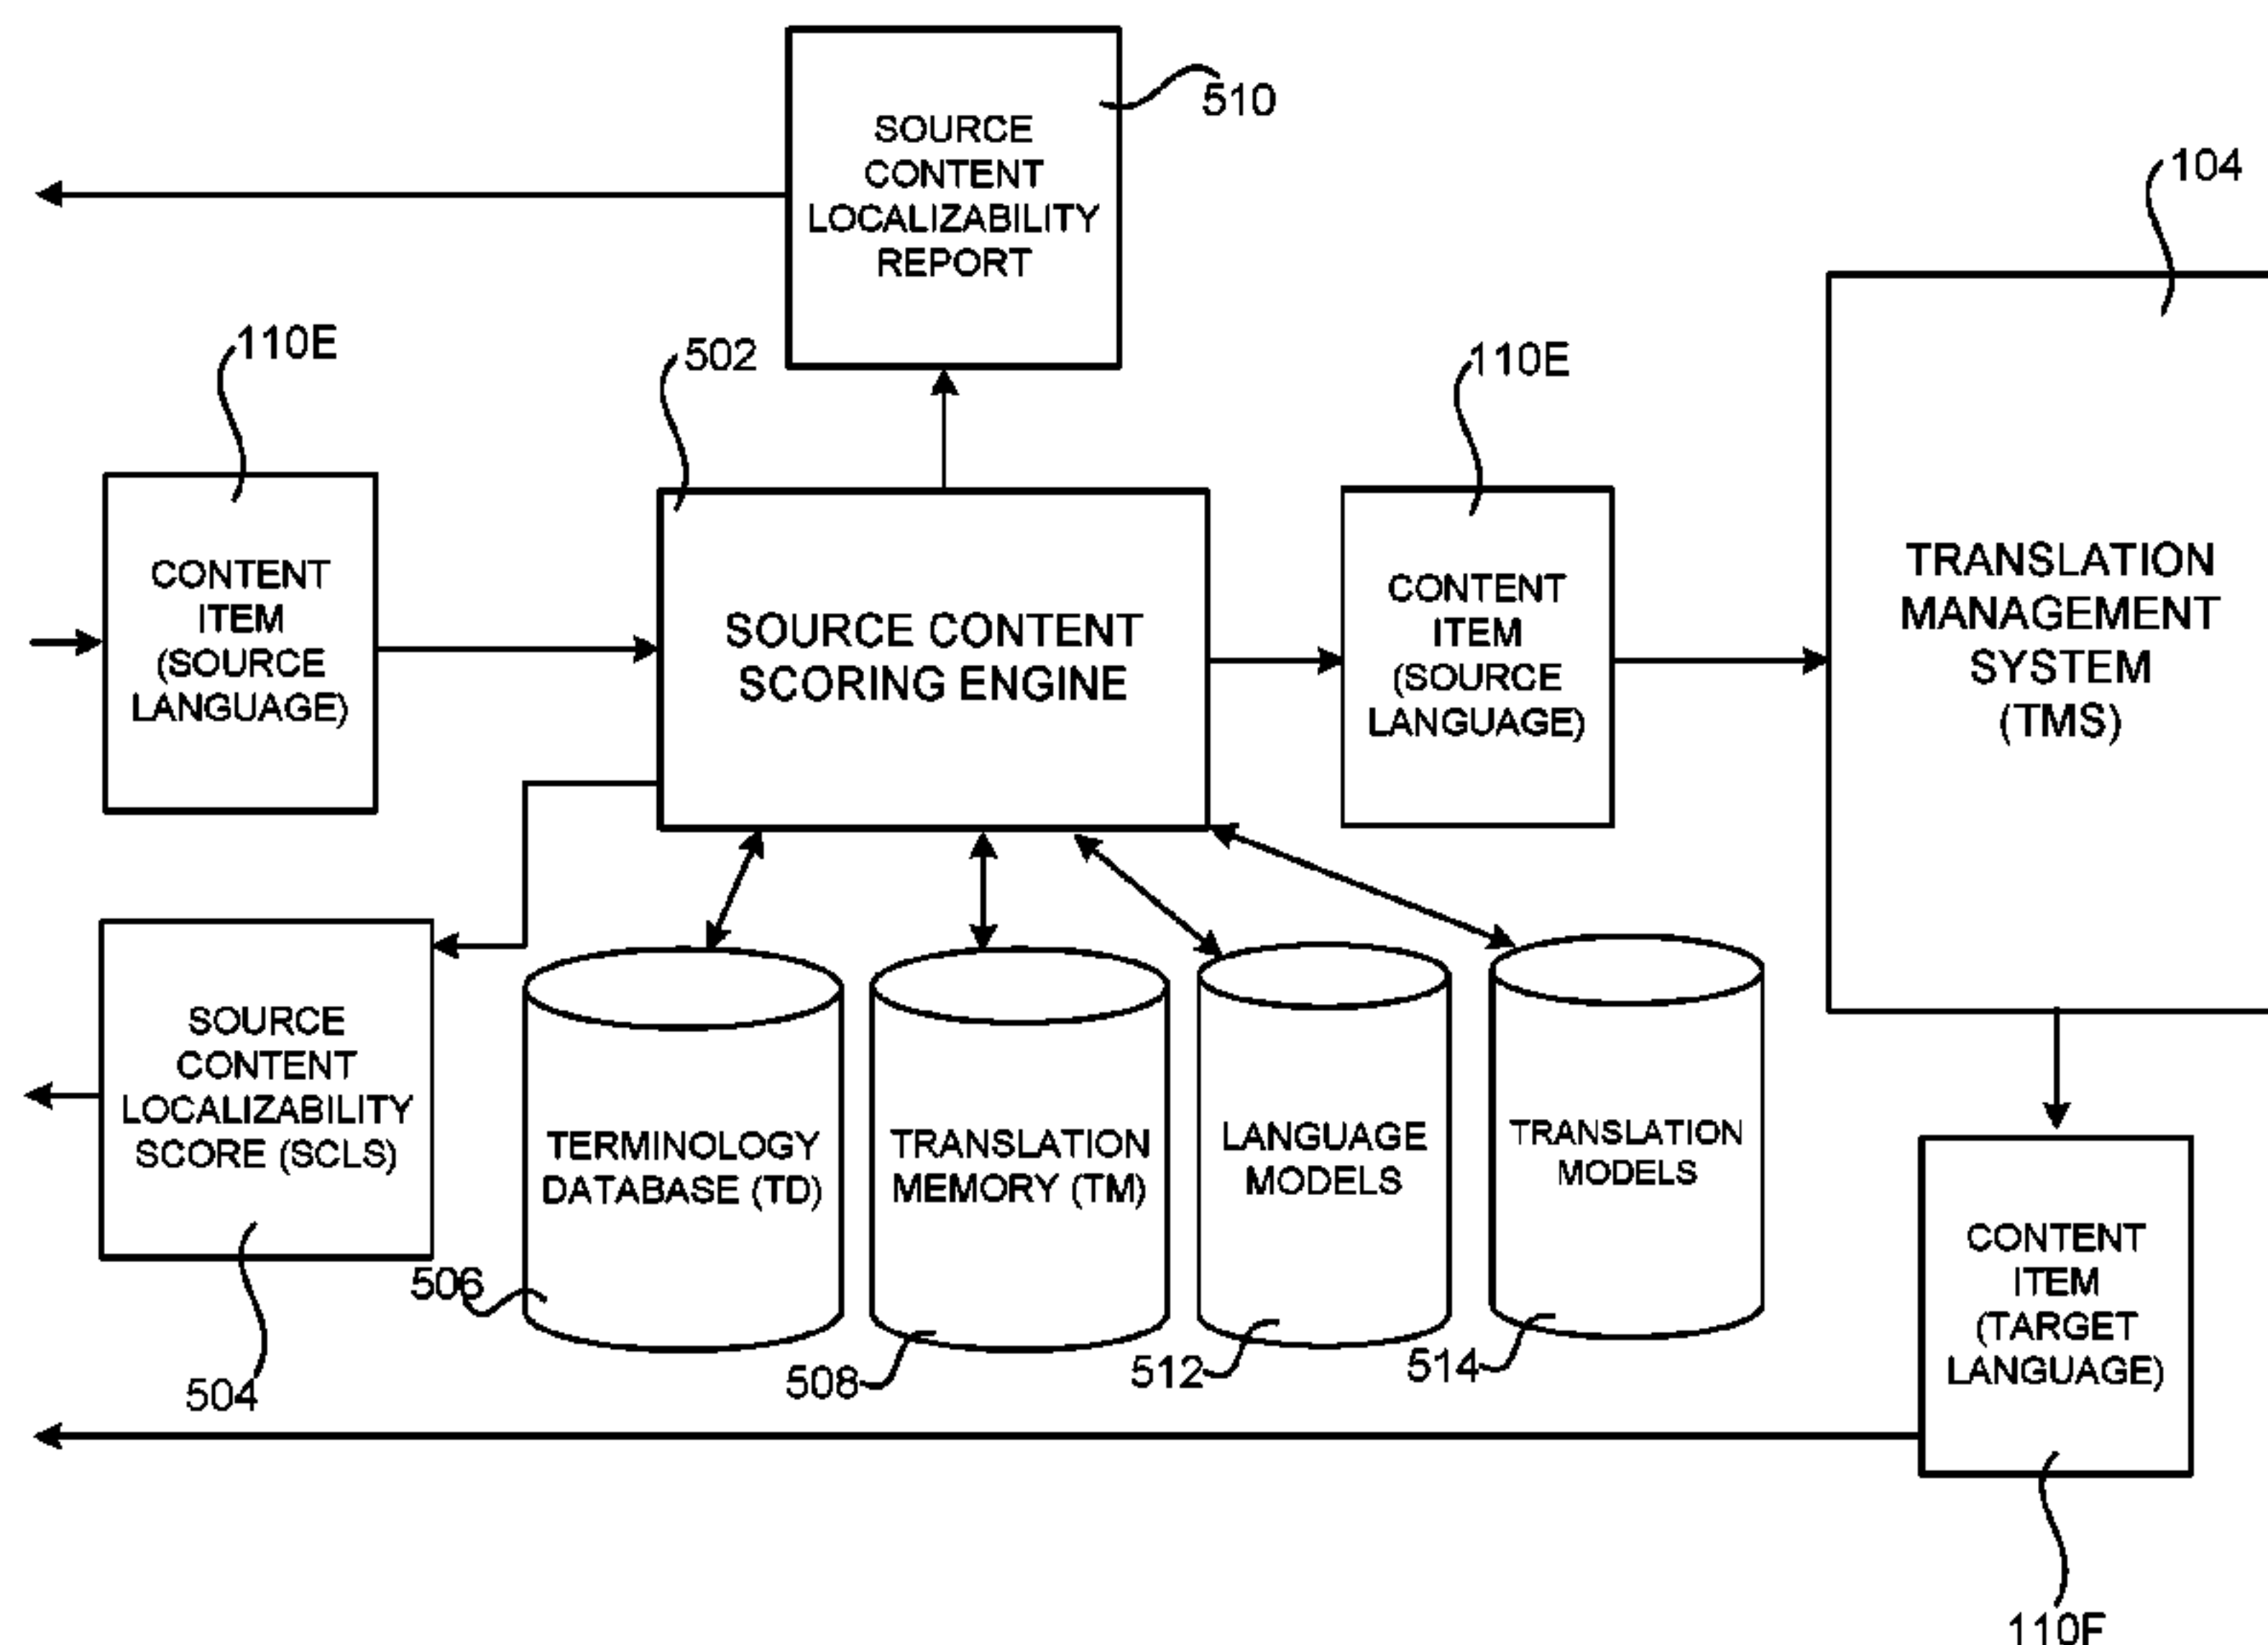 SOURCE
CONTENT
LOCALIZABILITY
REPORT
510
104
110E
502
110E
CONTENT
ITEM
(SOURCE
LANGUAGE)
SOURCE CONTENT
SCORING ENGINE
CONTENT
ITEM
(SOURCE
LANGUAGE)
TRANSLATION
MANAGEMENT
SYSTEM
(TMS)
SOURCE
CONTENT
LOCALIZABILITY
SCORE (SCLS)
504
TERMINOLOGY
DATABASE (TD)
506
TRANSLATION
MEMORY (TM)
508
LANGUAGE
MODELS
512
TRANSLATION
MODELS
514
CONTENT
ITEM
(TARGET
LANGUAGE)
110F